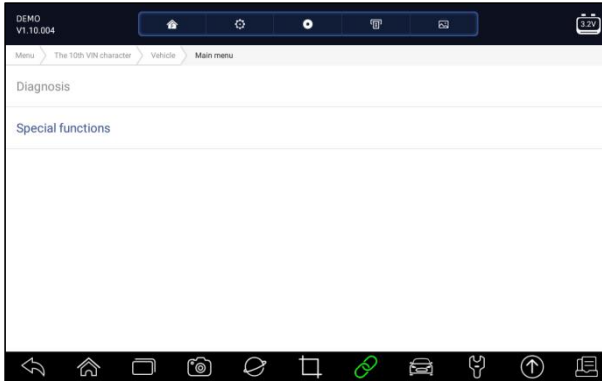 DEMO
V1.10.004
3.2V
Menu The 10th VIN character Vehicle Main menu
Diagnosis
Special functions